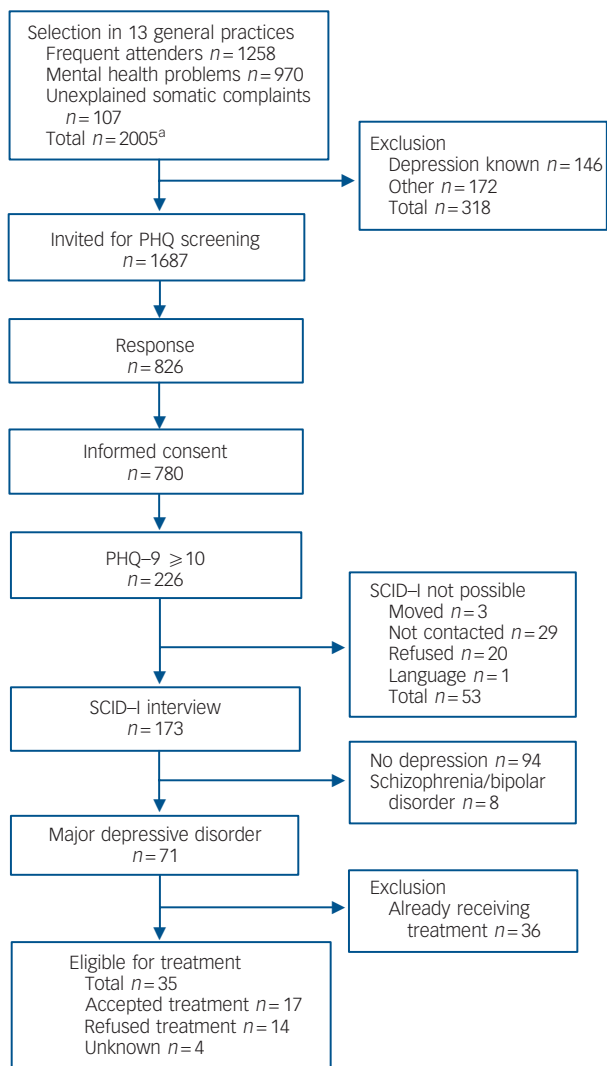 Selection in 13 general practices
Frequent attenders n = 1258
Mental health problems n = 970
Unexplained somatic complaints
n = 107
Total n = 2005a
Exclusion
Depression known n = 146
Other n = 172
Total n = 318
Invited for PHQ screening
n = 1687
Response
n = 826
Informed consent
n = 780
PHQ–9 ⩾10
n = 226
SCID–I not possible
Moved n = 3
Not contacted n = 29
Refused n = 20
Language n = 1
Total n = 53
SCID–I interview
n = 173
No depression n = 94
Schizophrenia/bipolar
disorder n = 8
Major depressive disorder
n = 71
Exclusion
Already receiving
treatment n = 36
Eligible for treatment
Total n = 35
Accepted treatment n = 17
Refused treatment n = 14
Unknown n = 4